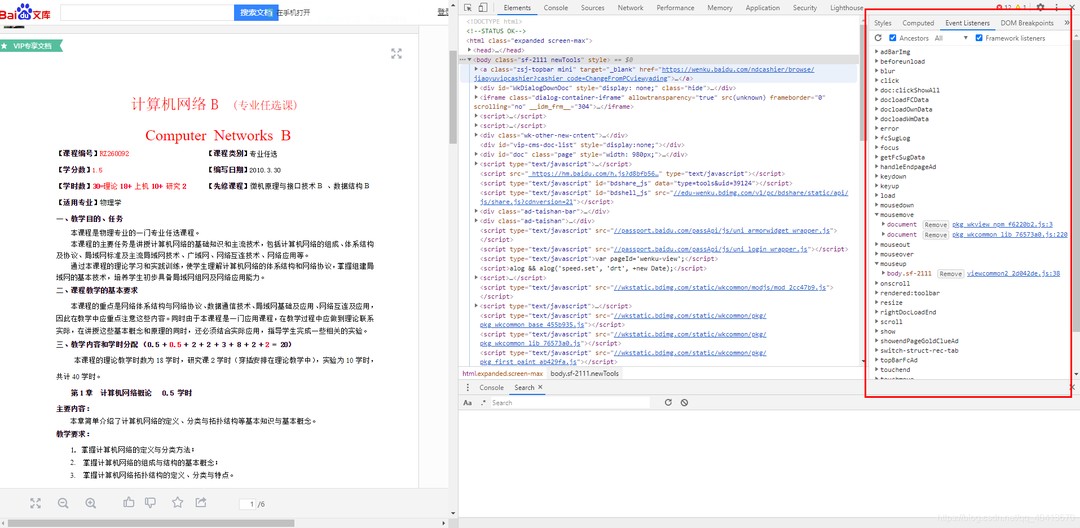 Baidu文库
搜索文档
在手机打开
VIP专享文档
计算机网络B （专业任选课）
Computer Networks B
【课程编号】RZ260092 【课程类别】专业任选
【学分数】1.5 【编写日期】2010.3.30
【学时数】30=理论 18+ 上机 10+ 研究 2 【先修课程】微机原理与接口技术B 、数据结构B
【适用专业】物理学
一、教学目的、任务
本课程是物理专业的一门专业任选课程。
本课程的主要任务是讲授计算机网络的基础知识和主流技术，包括计算机网络的组成、体系结构
及协议、局域网标准及主流局域网技术、广域网、网络互连技术、网络应用等。
通过本课程的理论学习和实践训练，使学生理解计算机网络的体系结构和网络协议，掌握组建局
域网的基本技术，培养学生初步具备局域网组网及网络应用能力。
二、课程教学的基本要求
本课程的重点是网络体系结构与网络协议、数据通信技术、局域网基础及应用、网络互连及应用，
因此在教学中应重点注意这些内容。同时由于本课程是一门应用课程，在教学过程中应做到理论联系
实际，在讲授这些基本概念和原理的同时，还必须结合实际应用，指导学生完成一些相关的实验。
三、教学内容和学时分配（0.5 + 0.5 + 2 + 2 + 3 + 8 + 2 + 2 = 20）
本课程的理论教学时数为 18 学时，研究课 2 学时（穿插安排在理论教学中），实验为 10 学时，
共计 40 学时。
第 1 章 计算机网络概论 0.5 学时
主要内容：
本章简单介绍了计算机网络的定义、分类与拓扑结构等基本知识与基本概念。
教学要求：
1. 掌握计算机网络的定义与分类方法；
2. 掌握计算机网络的组成与结构的基本概念；
3. 掌握计算机网络拓扑结构的定义、分类与特点。
1 /6
Elements Console Sources Network Performance Memory Application Security Lighthouse
<!DOCTYPE html>
<!--STATUS OK-->
<html class="expanded screen-max">
<head>…</head>
<body class="sf-2111 newTools" style> == $0
<a class="zsj-topbar mini" target="_blank" href="https://wenku.baidu.com/ndcashier/browse/
jiaoyuvipcashier?cashier_code=ChangeFromPCviewyading">…</a>
<div id="WkDialogDownDoc" style="display: none;" class="hide">…</div>
<iframe class="dialog-container-iframe" allowtransparency="true" src(unknown) frameborder="0"
scrolling="no" __idm_frm__="304">…</iframe>
<script>…</script>
<script>…</script>
<div class="wk-other-new-cntent">…</div>
<div id="vip-cms-doc-list" style="display:none;"></div>
<div id="doc" class="page" style="width: 980px;">…</div>
<script type="text/javascript">…</script>
<script src="https://hm.baidu.com/h.js?d8bfb56…" type="text/javascript"></script>
<script type="text/javascript" id="bdshare_js" data="type=tools&uid=39124"></script>
<script type="text/javascript" id="bdshell_js" src="//edu-wenku.bdimg.com/v1/pc/bdshare/static/api/
js/share.js?cdnversion=21"></script>
<script type="text/javascript">…</script>
<div class="ad-taishan-bar">…</div>
<div class="ad-taishan">…</div>
<script type="text/javascript" src="//passport.baidu.com/passApi/js/uni_armorwidget_wrapper.js">
</script>
<script type="text/javascript" src="//passport.baidu.com/passApi/js/uni_login_wrapper.js"></script>
<script type="text/javascript">var pageId='wenku-view';</script>
<script>alog && alog('speed.set', 'drt', +new Date);</script>
<script type="text/javascript" src="//wkstatic.bdimg.com/static/wkcommon/modjs/mod_2cc47b9.js">
</script>
<script>…</script>
<script type="text/javascript" src="//wkstatic.bdimg.com/static/wkcommon/pkg/
pkg_wkcommon_base_455b935.js"></script>
<script type="text/javascript" src="//wkstatic.bdimg.com/static/wkcommon/pkg/
pkg_wkcommon_lib_76573a0.js"></script>
<script type="text/javascript" src="//wkstatic.bdimg.com/static/wkcommon/pkg/
pkg_first_paint_ab429fa.js"></script>
html.expanded.screen-max body.sf-2111.newTools
Console Search ×
Aa .* Search
Styles Computed Event Listeners DOM Breakpoints »
Ancestors All Framework listeners
adBarImg
beforeunload
blur
click
doc:clickShowAll
docloadFCData
docloadOwnData
docloadWmData
error
fcSugLog
focus
getFcSugData
handleEndpageAd
keydown
keyup
load
mousedown
mousemove
document Remove pkg_wkview_npm_f6220b2.js:3
document Remove pkg_wkcommon_lib_76573a0.js:220
mouseout
mouseover
mouseup
body.sf-2111 Remove viewcommon2_2d042de.js:38
onscroll
rendered:toolbar
resize
rightDocLoadEnd
scroll
show
showendPageGoldClueAd
switch-struct-rec-tab
topBarFcAd
touchend